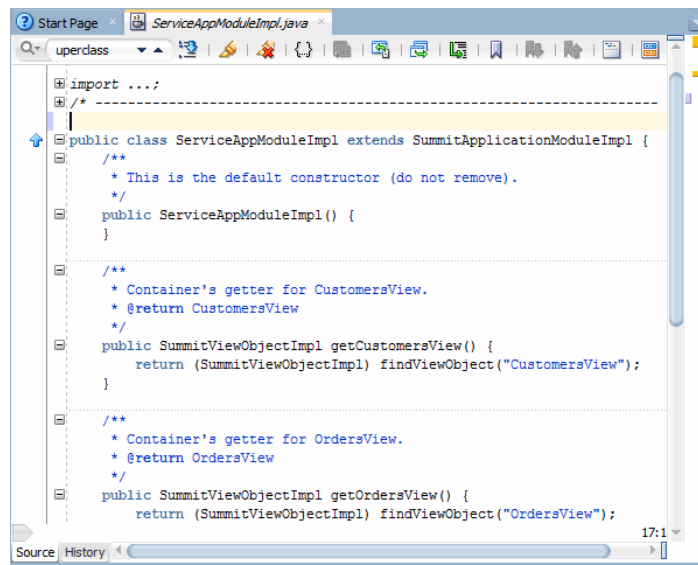 Start Page
ServiceAppModuleImpl.java
uperclass
import ...;
/* --------------------------------------------------------------------
public class ServiceAppModuleImpl extends SummitApplicationModuleImpl {
/**
* This is the default constructor (do not remove).
*/
public ServiceAppModuleImpl() {
}
/**
* Container's getter for CustomersView.
* @return CustomersView
*/
public SummitViewObjectImpl getCustomersView() {
return (SummitViewObjectImpl) findViewObject("CustomersView");
}
/**
* Container's getter for OrdersView.
* @return OrdersView
*/
public SummitViewObjectImpl getOrdersView() {
return (SummitViewObjectImpl) findViewObject("OrdersView");
17:1
Source History